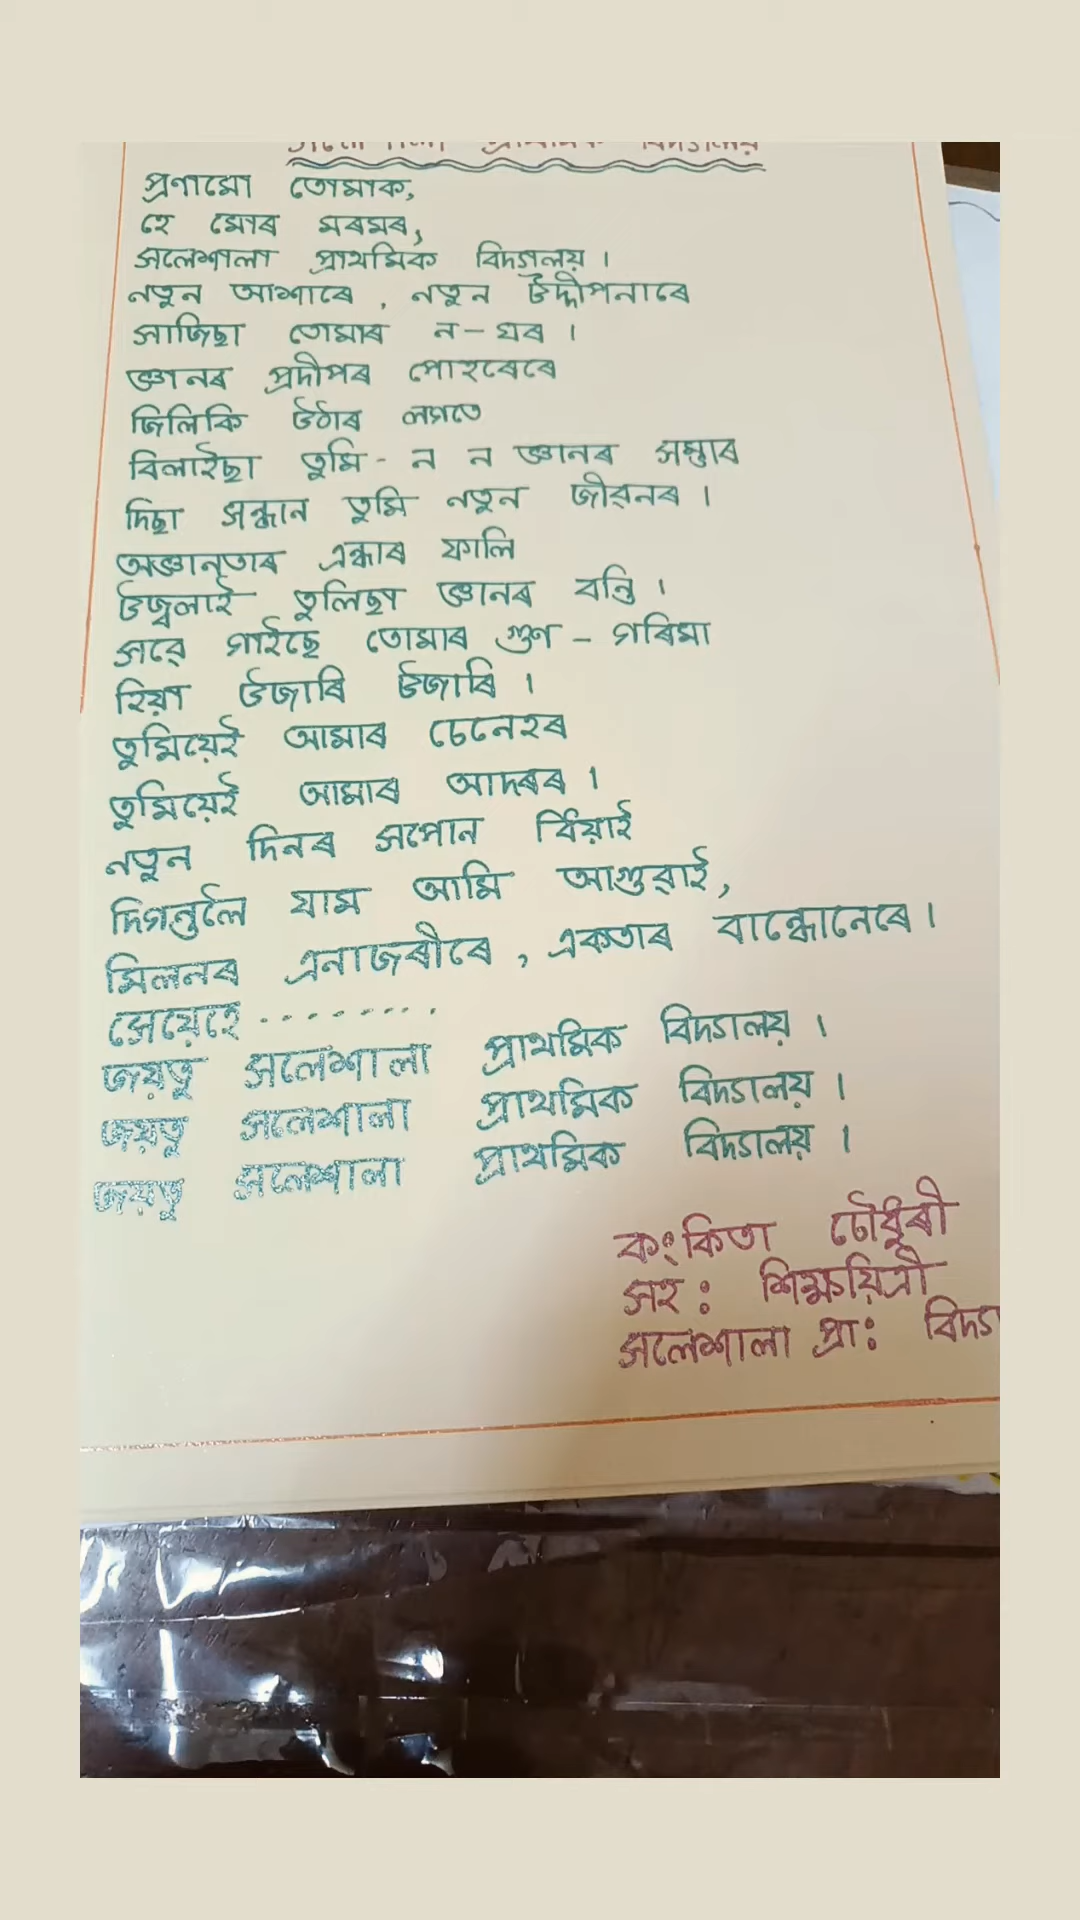 প্ৰণামো তোমাক,
হে মোৰ মৰমৰ,
সলেশালা প্ৰাথমিক বিদ্যালয়।
নতুন আশাৰে, নতুন উদ্দীপনাৰে
সাজিছা তোমাৰ ন-ঘৰ।
জ্ঞানৰ প্ৰদীপৰ পোহৰেৰে
জিলিকি উঠাৰ লগতে
বিলাইছা তুমি - ন ন জ্ঞানৰ সম্ভাৰ
দিছা সন্ধান তুমি নতুন জীৱনৰ।
অজ্ঞানতাৰ এন্ধাৰ ফালি
উজ্বলাই তুলিছা জ্ঞানৰ বন্তি।
সৱে গাইছে তোমাৰ গুণ - গৰিমা
হিয়া উজাৰি উজাৰি।
তুমিয়েই আমাৰ চেনেহৰ
তুমিয়েই আমাৰ আদৰৰ।
নতুন দিনৰ সপোন ৰ্বিয়াই
দিগন্তলৈ যাম আমি আগুৱাই,
মিলনৰ এনাজৰীৰে, একতাৰ বান্ধোনেৰে।
সেয়েহে .........
জয়তু সলেশালা প্ৰাথমিক বিদ্যালয়।
জয়তু সলেশালা প্ৰাথমিক বিদ্যালয়।
জয়তু সলেশালা প্ৰাথমিক বিদ্যালয়।
কংকিতা চৌধুৰী
সহ: শিক্ষয়িত্ৰী
সলেশালা প্ৰা: